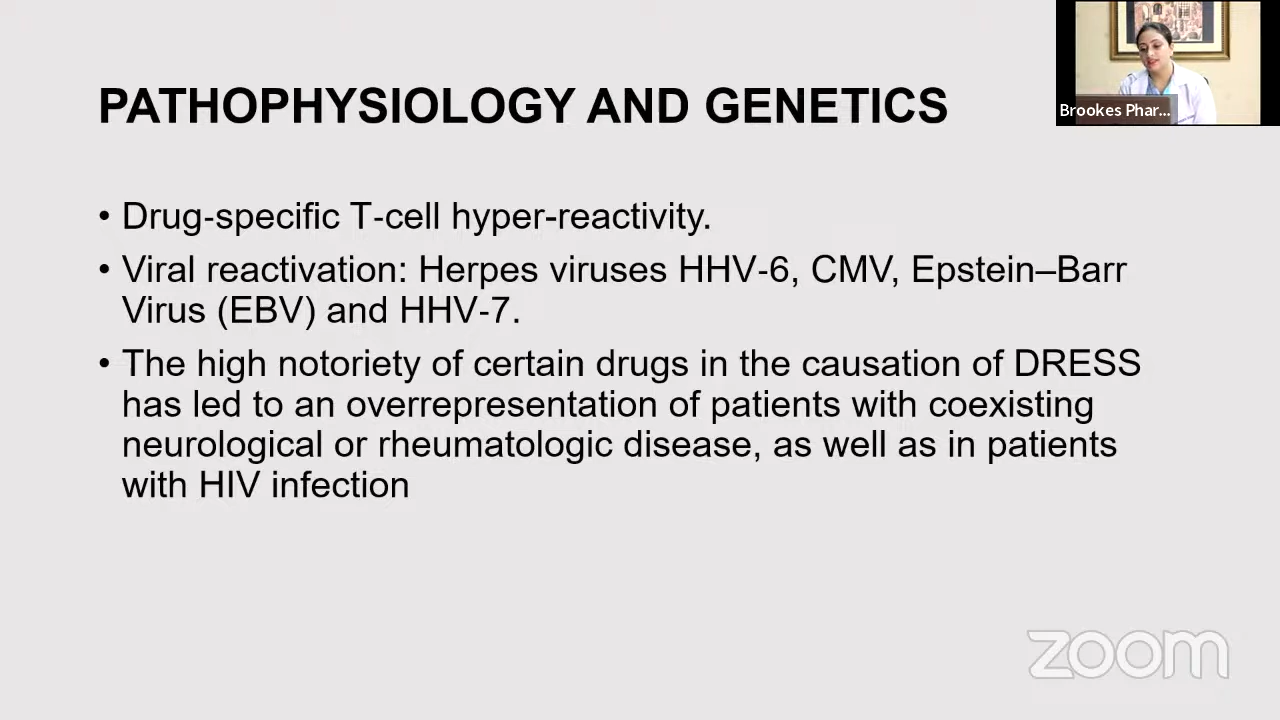 PATHOPHYSIOLOGY AND GENETICS
Brookes Phar...
• Drug-specific T-cell hyper-reactivity.
• Viral reactivation: Herpes viruses HHV-6, CMV, Epstein–Barr
Virus (EBV) and HHV-7.
• The high notoriety of certain drugs in the causation of DRESS
has led to an overrepresentation of patients with coexisting
neurological or rheumatologic disease, as well as in patients
with HIV infection
zoom